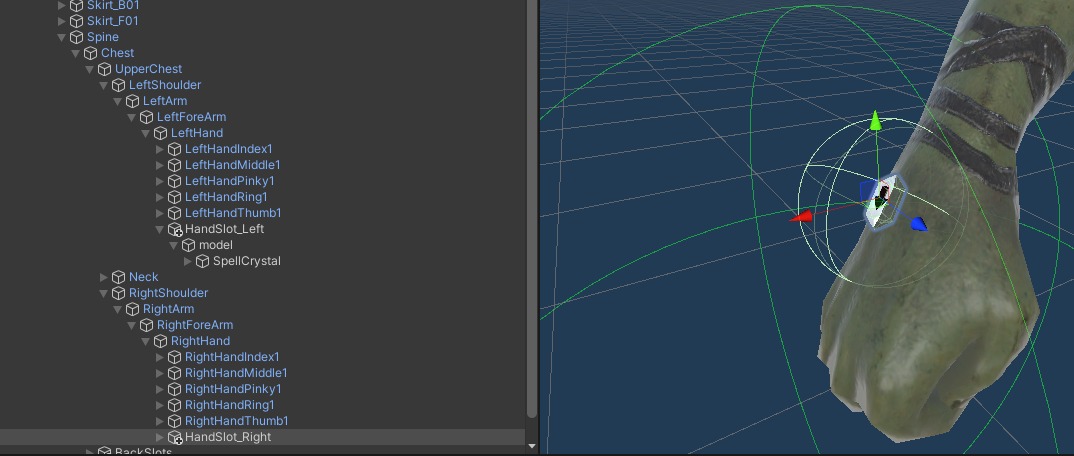 Skirt_B01
Skirt_F01
Spine
Chest
UpperChest
LeftShoulder
LeftArm
LeftForeArm
LeftHand
LeftHandIndex1
LeftHandMiddle1
LeftHandPinky1
LeftHandRing1
LeftHandThumb1
HandSlot_Left
model
SpellCrystal
Neck
RightShoulder
RightArm
RightForeArm
RightHand
RightHandIndex1
RightHandMiddle1
RightHandPinky1
RightHandRing1
RightHandThumb1
HandSlot_Right
BackSlots